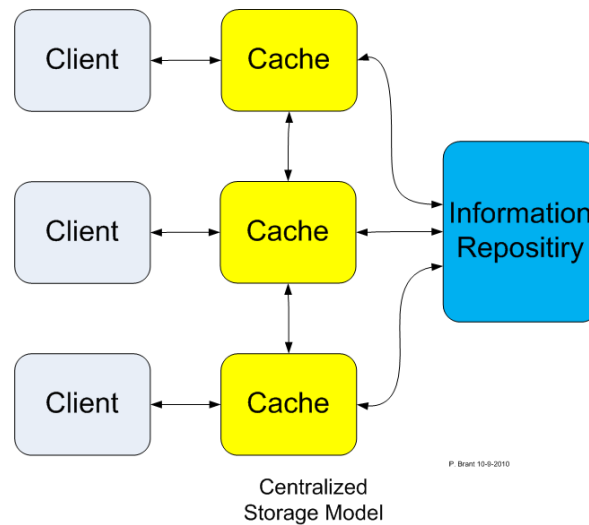 Client
Cache
Client
Cache
Information
Repositiry
Client
Cache
P. Brant 10-9-2010
Centralized
Storage Model